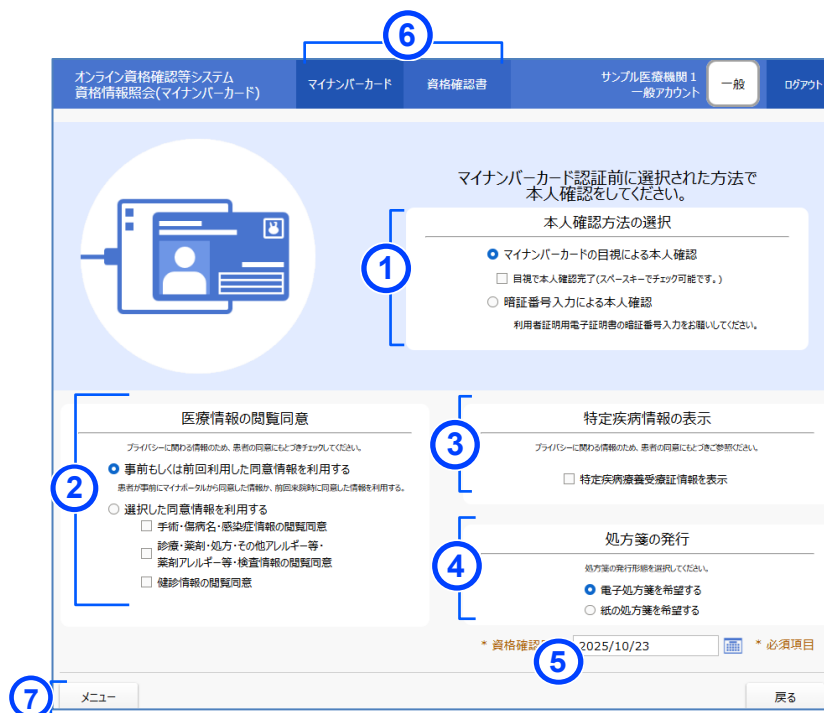 6
オンライン資格確認等システム
資格情報照会(マイナンバーカード)
マイナンバーカード
資格確認書
サンプル医療機関1
一般アカウント
一般
ログアウト
マイナンバーカード認証前に選択された方法で
本人確認をしてください。
1
本人確認方法の選択
マイナンバーカードの目視による本人確認
目視で本人確認完了(スペースキーでチェック可能です。)
暗証番号入力による本人確認
利用者証明用電子証明書の暗証番号入力をお願いしてください。
2
医療情報の閲覧同意
プライバシーに関わる情報のため、患者の同意にもとづきチェックしてください。
事前もしくは前回利用した同意情報を利用する
患者が事前にマイナポータルから同意した情報か、前回来院時に同意した情報を利用する。
選択した同意情報を利用する
手術・傷病名・感染症情報の閲覧同意
診療・薬剤・処方・その他アレルギー等・
薬剤アレルギー等・検査情報の閲覧同意
健診情報の閲覧同意
3
特定疾病情報の表示
プライバシーに関わる情報のため、患者の同意にもとづきご参照ください。
特定疾病療養受療証情報を表示
4
処方箋の発行
処方箋の発行形態を選択してください。
電子処方箋を希望する
紙の処方箋を希望する
* 資格確認
5
2025/10/23
* 必須項目
7
メニュー
戻る